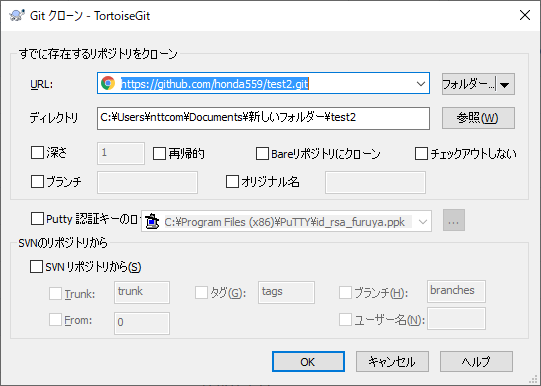 Git クローン - TortoiseGit
すでに存在するリポジトリをクローン
URL: https://github.com/honda559/test2.git フォルダー...
ディレクトリ C:¥Users¥nttcom¥Documents¥新しいフォルダー¥test2 参照(W)
深さ 1 再帰的 Bareリポジトリにクローン チェックアウトしない
ブランチ オリジナル名
Putty 認証キーのロ C:¥Program Files (x86)¥PuTTY¥id_rsa_furuya.ppk ...
SVNのリポジトリから
SVN リポジトリから(S)
Trunk: trunk タグ(G): tags ブランチ(H): branches
From: 0 ユーザー名(N):
OK キャンセル ヘルプ